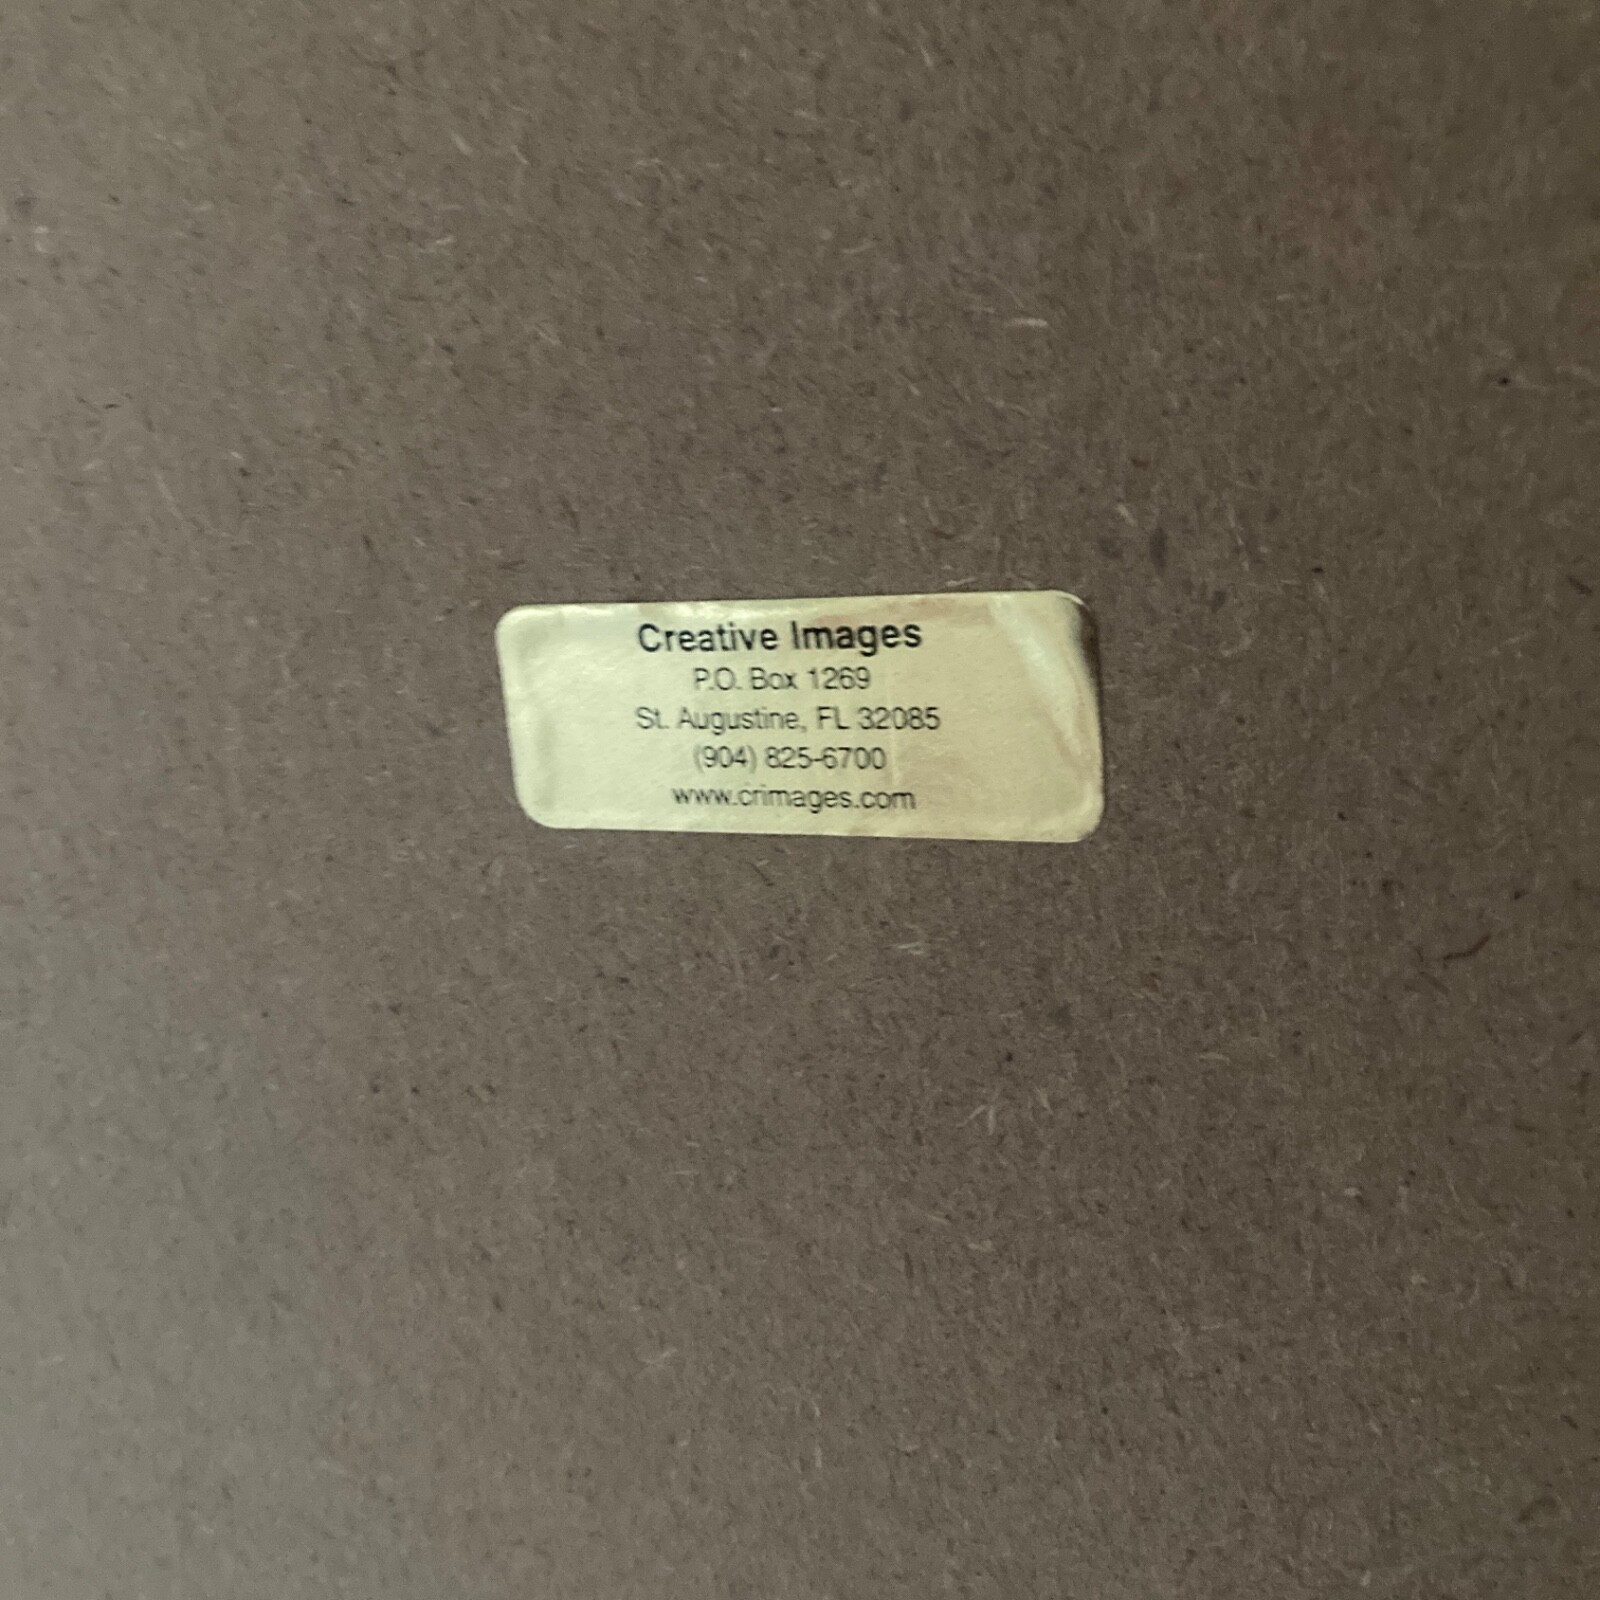 Creative Images
P.O. Box 1269
St. Augustine, FL 32085
(904) 825-6700
www.crimages.com